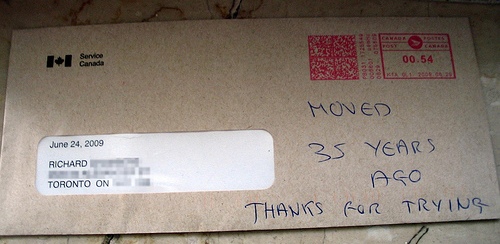 Service
Canada
CANADA POSTES
POST CANADA
00.54
MOVED
35 YEARS
AGO
THANKS FOR TRYING
June 24, 2009
RICHARD
TORONTO ON